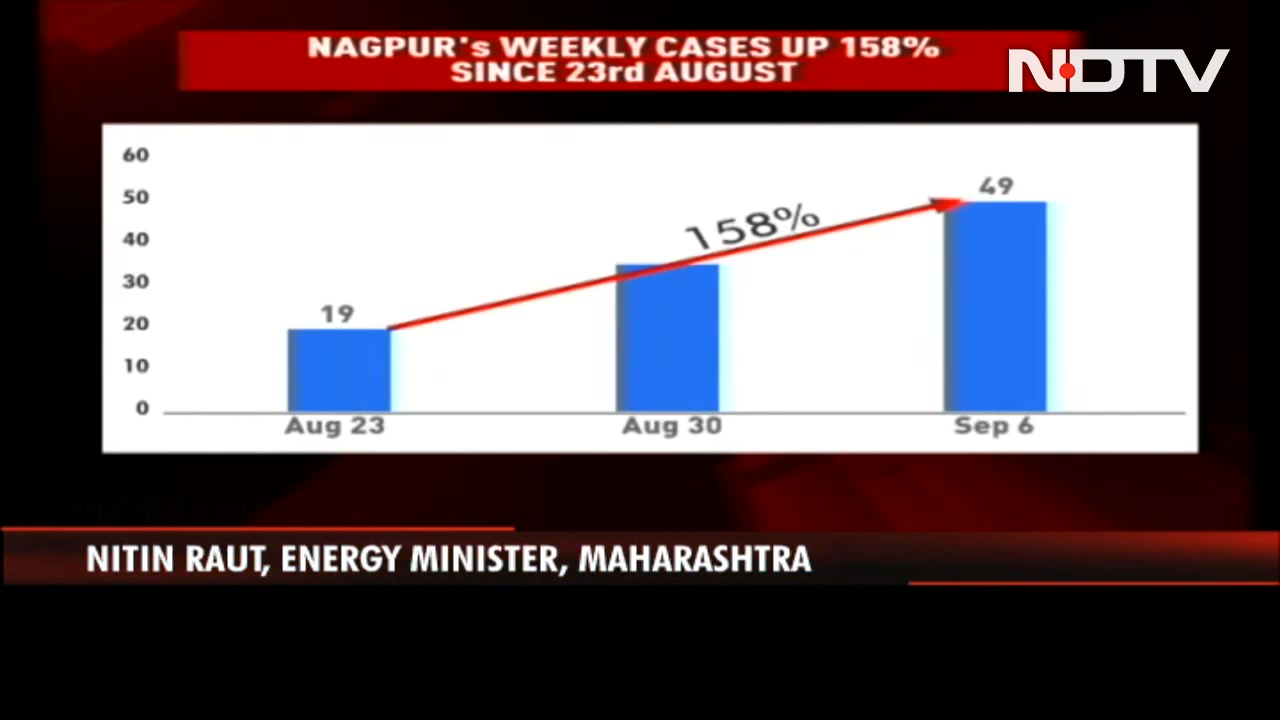 NAGPUR's WEEKLY CASES UP 158%
SINCE 23rd AUGUST
NDTV
60
50
40
30
20
10
0
19
158%
49
Aug 23
Aug 30
Sep 6
NITIN RAUT, ENERGY MINISTER, MAHARASHTRA